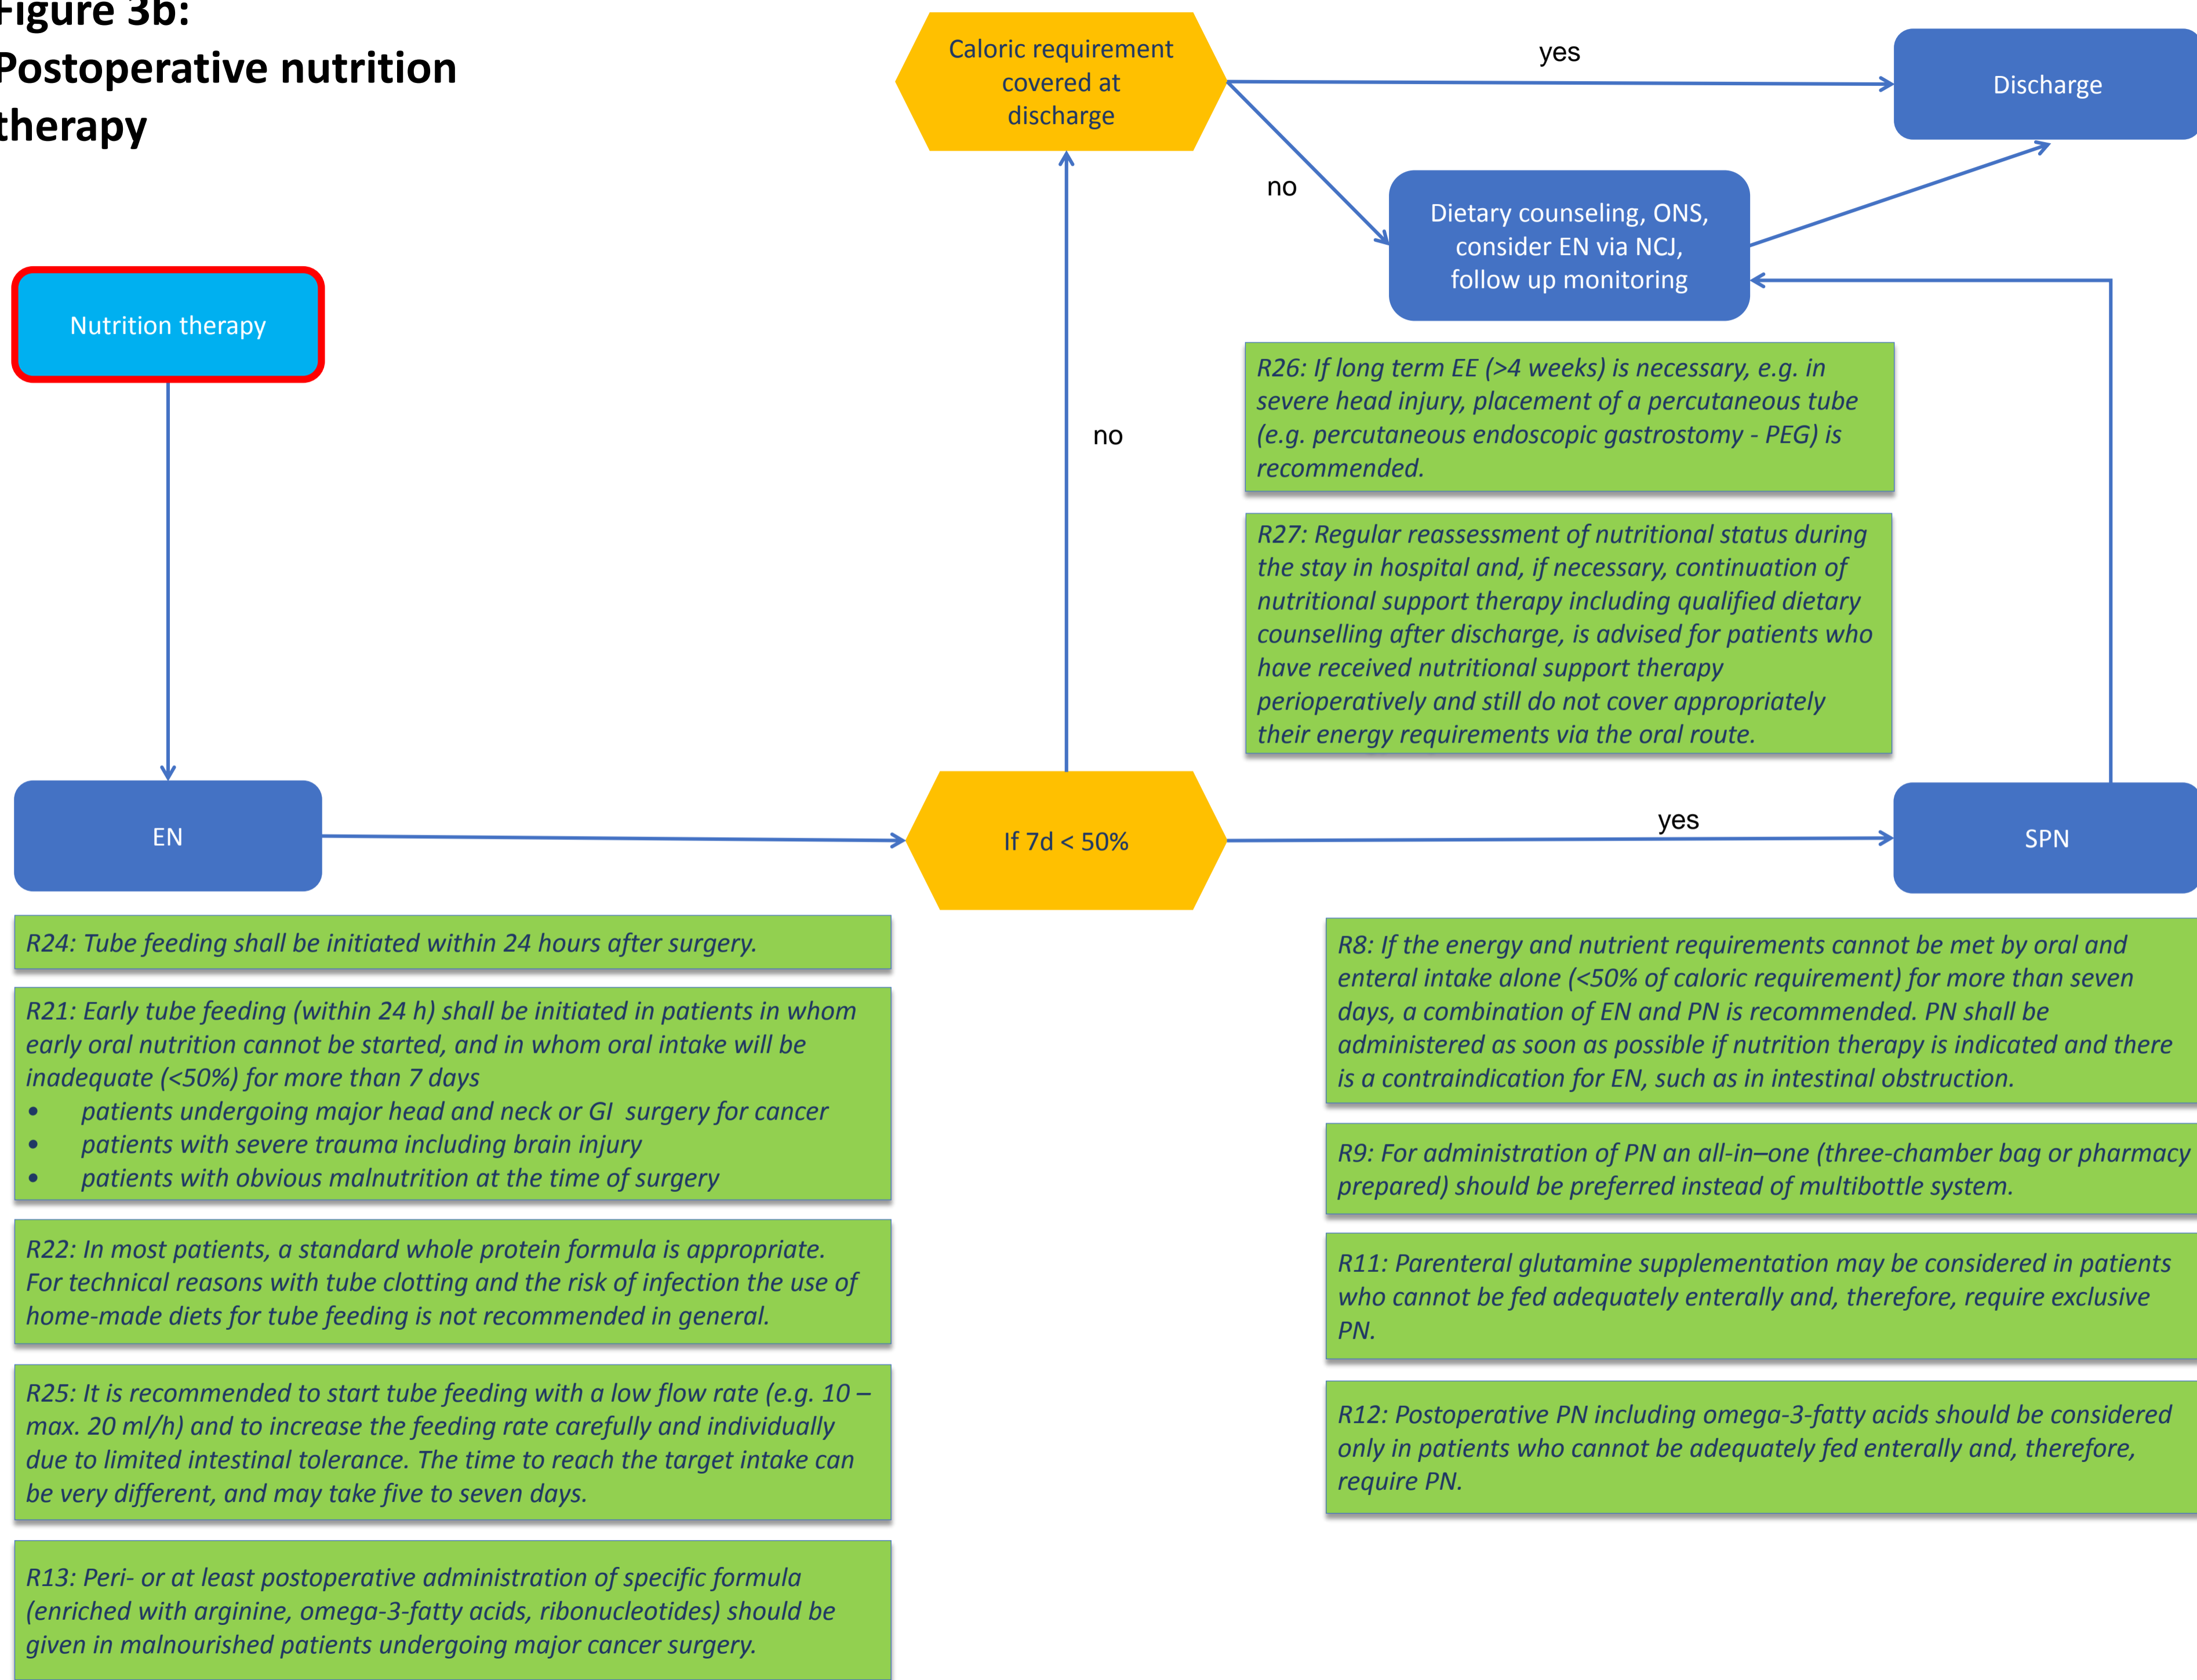 Figure 3b:
Postoperative nutrition
therapy
Caloric requirement
covered at
discharge
yes
Discharge
no
Dietary counseling, ONS,
consider EN via NCJ,
follow up monitoring
Nutrition therapy
R26: If long term EE (>4 weeks) is necessary, e.g. in
severe head injury, placement of a percutaneous tube
(e.g. percutaneous endoscopic gastrostomy - PEG) is
recommended.
no
R27: Regular reassessment of nutritional status during
the stay in hospital and, if necessary, continuation of
nutritional support therapy including qualified dietary
counselling after discharge, is advised for patients who
have received nutritional support therapy
perioperatively and still do not cover appropriately
their energy requirements via the oral route.
EN
If 7d < 50%
yes
SPN
R24: Tube feeding shall be initiated within 24 hours after surgery.
R21: Early tube feeding (within 24 h) shall be initiated in patients in whom
early oral nutrition cannot be started, and in whom oral intake will be
inadequate (<50%) for more than 7 days
• patients undergoing major head and neck or GI surgery for cancer
• patients with severe trauma including brain injury
• patients with obvious malnutrition at the time of surgery
R22: In most patients, a standard whole protein formula is appropriate.
For technical reasons with tube clotting and the risk of infection the use of
home-made diets for tube feeding is not recommended in general.
R25: It is recommended to start tube feeding with a low flow rate (e.g. 10 –
max. 20 ml/h) and to increase the feeding rate carefully and individually
due to limited intestinal tolerance. The time to reach the target intake can
be very different, and may take five to seven days.
R13: Peri- or at least postoperative administration of specific formula
(enriched with arginine, omega-3-fatty acids, ribonucleotides) should be
given in malnourished patients undergoing major cancer surgery.
R8: If the energy and nutrient requirements cannot be met by oral and
enteral intake alone (<50% of caloric requirement) for more than seven
days, a combination of EN and PN is recommended. PN shall be
administered as soon as possible if nutrition therapy is indicated and there
is a contraindication for EN, such as in intestinal obstruction.
R9: For administration of PN an all-in–one (three-chamber bag or pharmacy
prepared) should be preferred instead of multibottle system.
R11: Parenteral glutamine supplementation may be considered in patients
who cannot be fed adequately enterally and, therefore, require exclusive
PN.
R12: Postoperative PN including omega-3-fatty acids should be considered
only in patients who cannot be adequately fed enterally and, therefore,
require PN.